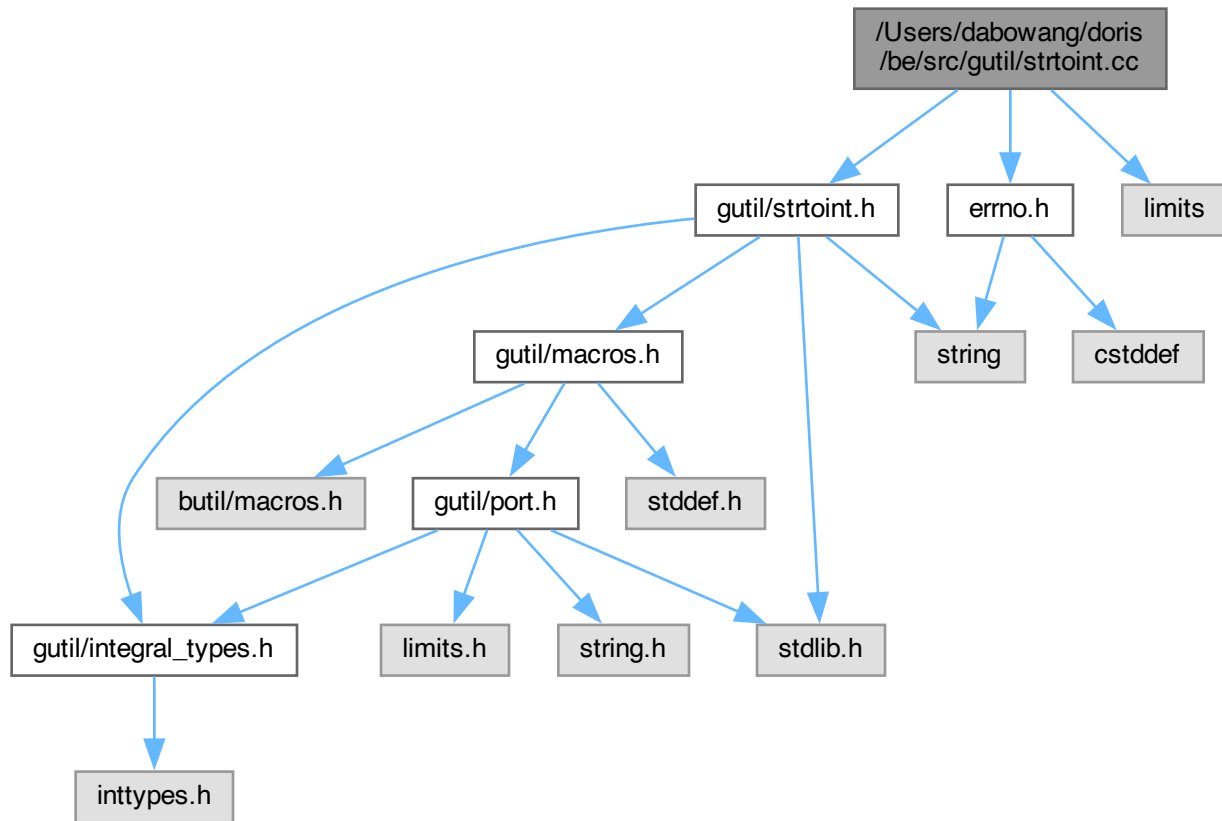 /Users/dabowang/doris
/be/src/gutil/strtoint.cc
gutil/strtoint.h
errno.h
limits
gutil/macros.h
string
cstddef
butil/macros.h
gutil/port.h
stddef.h
gutil/integral_types.h
limits.h
string.h
stdlib.h
inttypes.h